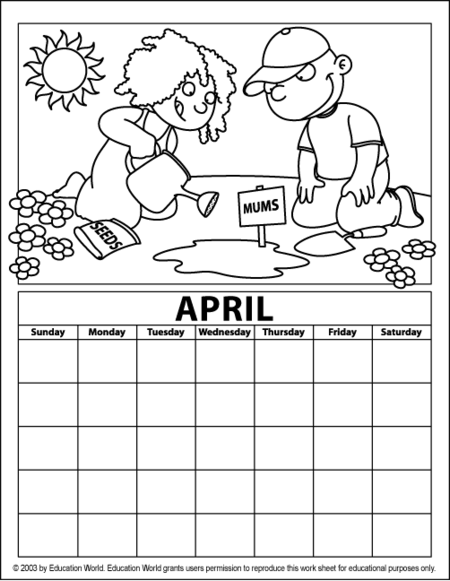 MUMS
SEEDS
APRIL
Sunday Monday Tuesday Wednesday Thursday Friday Saturday
© 2003 by Education World. Education World grants users permission to reproduce this work sheet for educational purposes only.